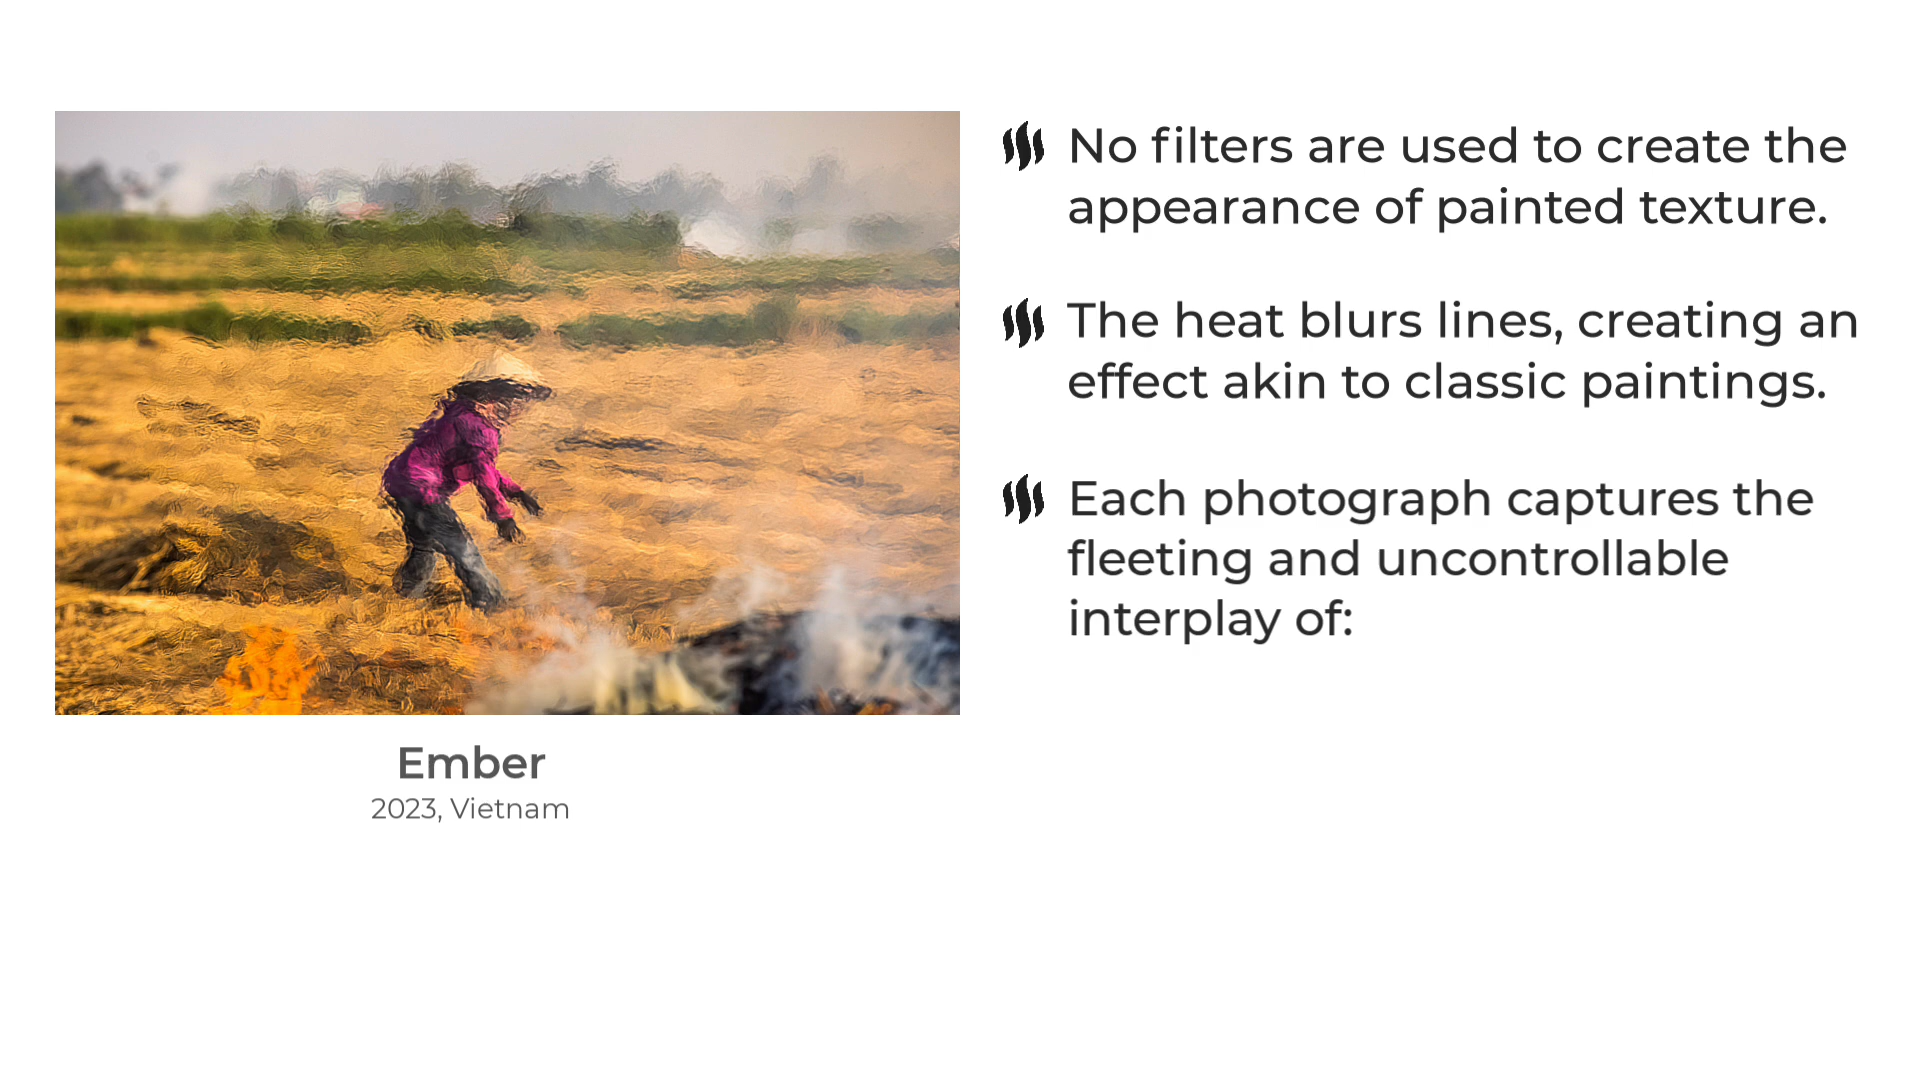 No filters are used to create the
appearance of painted texture.
The heat blurs lines, creating an
effect akin to classic paintings.
Each photograph captures the
fleeting and uncontrollable
interplay of:
Ember
2023, Vietnam